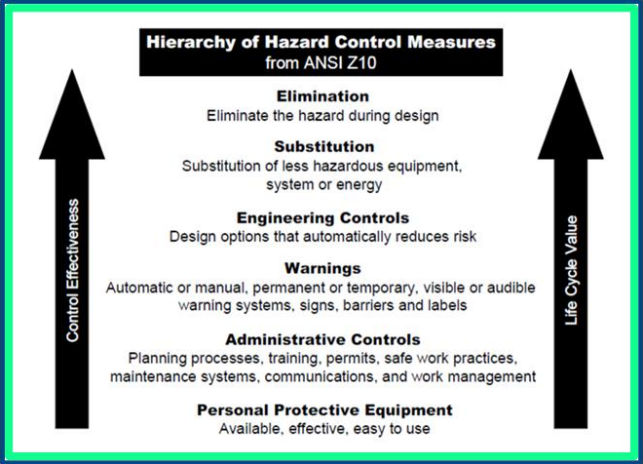 Hierarchy of Hazard Control Measures
from ANSI Z10
Elimination
Eliminate the hazard during design
Substitution
Substitution of less hazardous equipment,
system or energy
Engineering Controls
Design options that automatically reduces risk
Warnings
Automatic or manual, permanent or temporary, visible or audible
warning systems, signs, barriers and labels
Administrative Controls
Planning processes, training, permits, safe work practices,
maintenance systems, communications, and work management
Personal Protective Equipment
Available, effective, easy to use
Control Effectiveness
Life Cycle Value